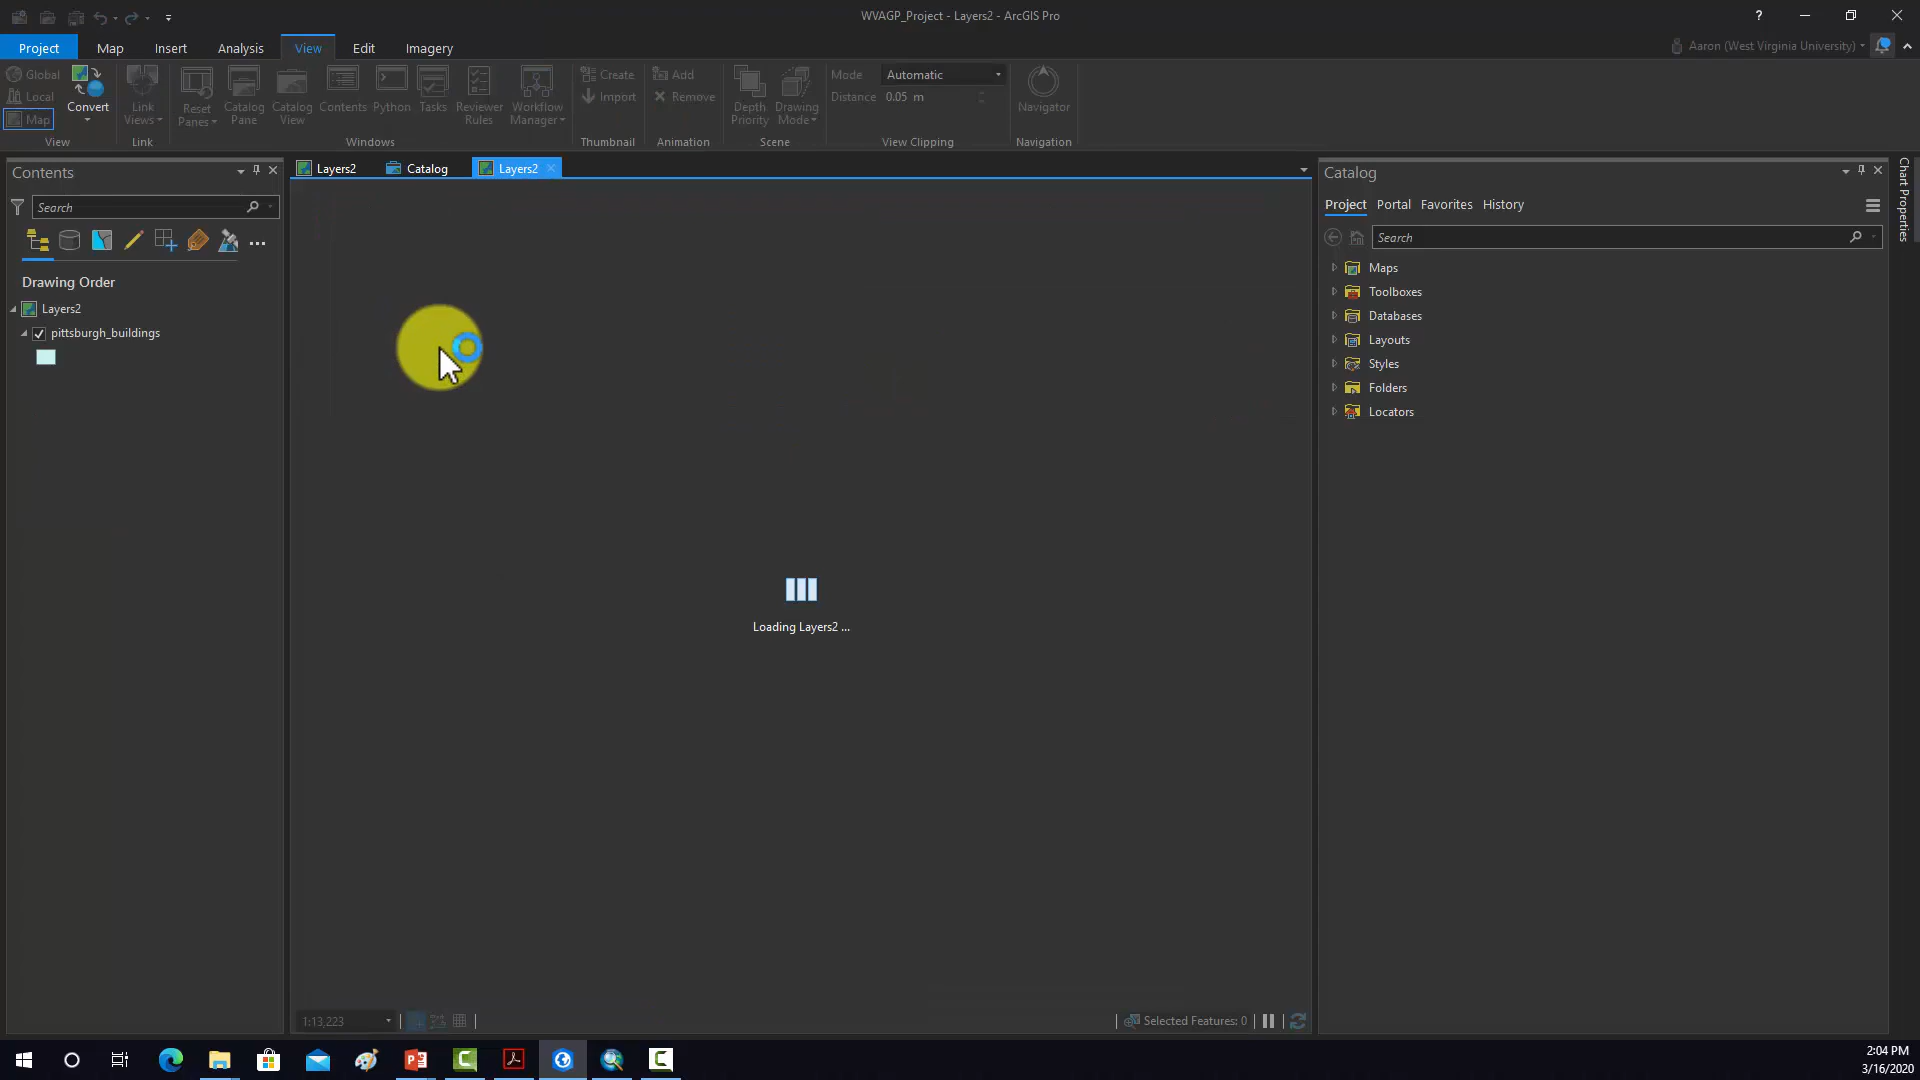 WVAGP_Project - Layers2 - ArcGIS Pro
?
Project
Map
Insert
Analysis
View
Edit
Imagery
Aaron (West Virginia University)
Global
Local
Map
Convert
View
Link Views
Link
Reset Panes
Catalog Pane
Catalog View
Contents
Python
Tasks
Reviewer Rules
Workflow Manager
Windows
Create
Import
Thumbnail
Add
Remove
Animation
Depth Priority
Drawing Mode
Scene
Mode
Automatic
Distance
0.05 m
View Clipping
Navigator
Navigation
Contents
Search
Drawing Order
Layers2
pittsburgh_buildings
Layers2
Catalog
Layers2
Loading Layers2 ...
1:13,223
Selected Features: 0
Catalog
Project
Portal
Favorites
History
Search
Maps
Toolboxes
Databases
Layouts
Styles
Folders
Locators
Chart Properties
2:04 PM
3/16/2020